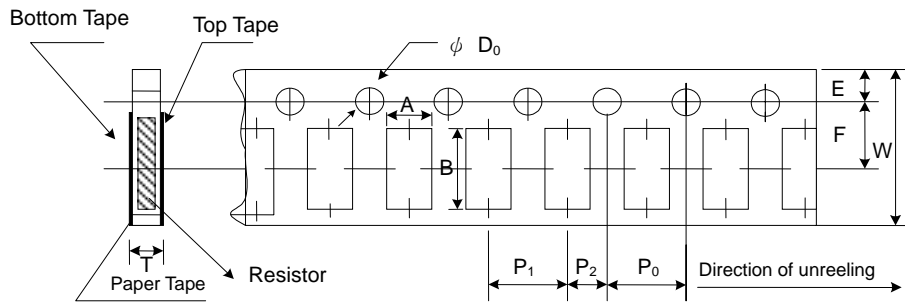 Bottom Tape
Top Tape
ϕ D₀
A
E
F
W
B
T
P₁
P₂
P₀
Direction of unreeling
Paper Tape
Resistor